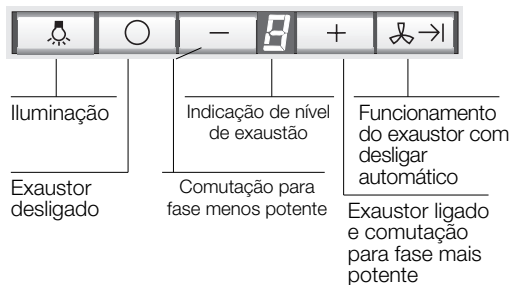 8
Iluminação
Exaustor
desligado
Indicação de nível
de exaustão
Comutação para
fase menos potente
Funcionamento
do exaustor com
desligar
automático
Exaustor ligado
e comutação
para fase mais
potente